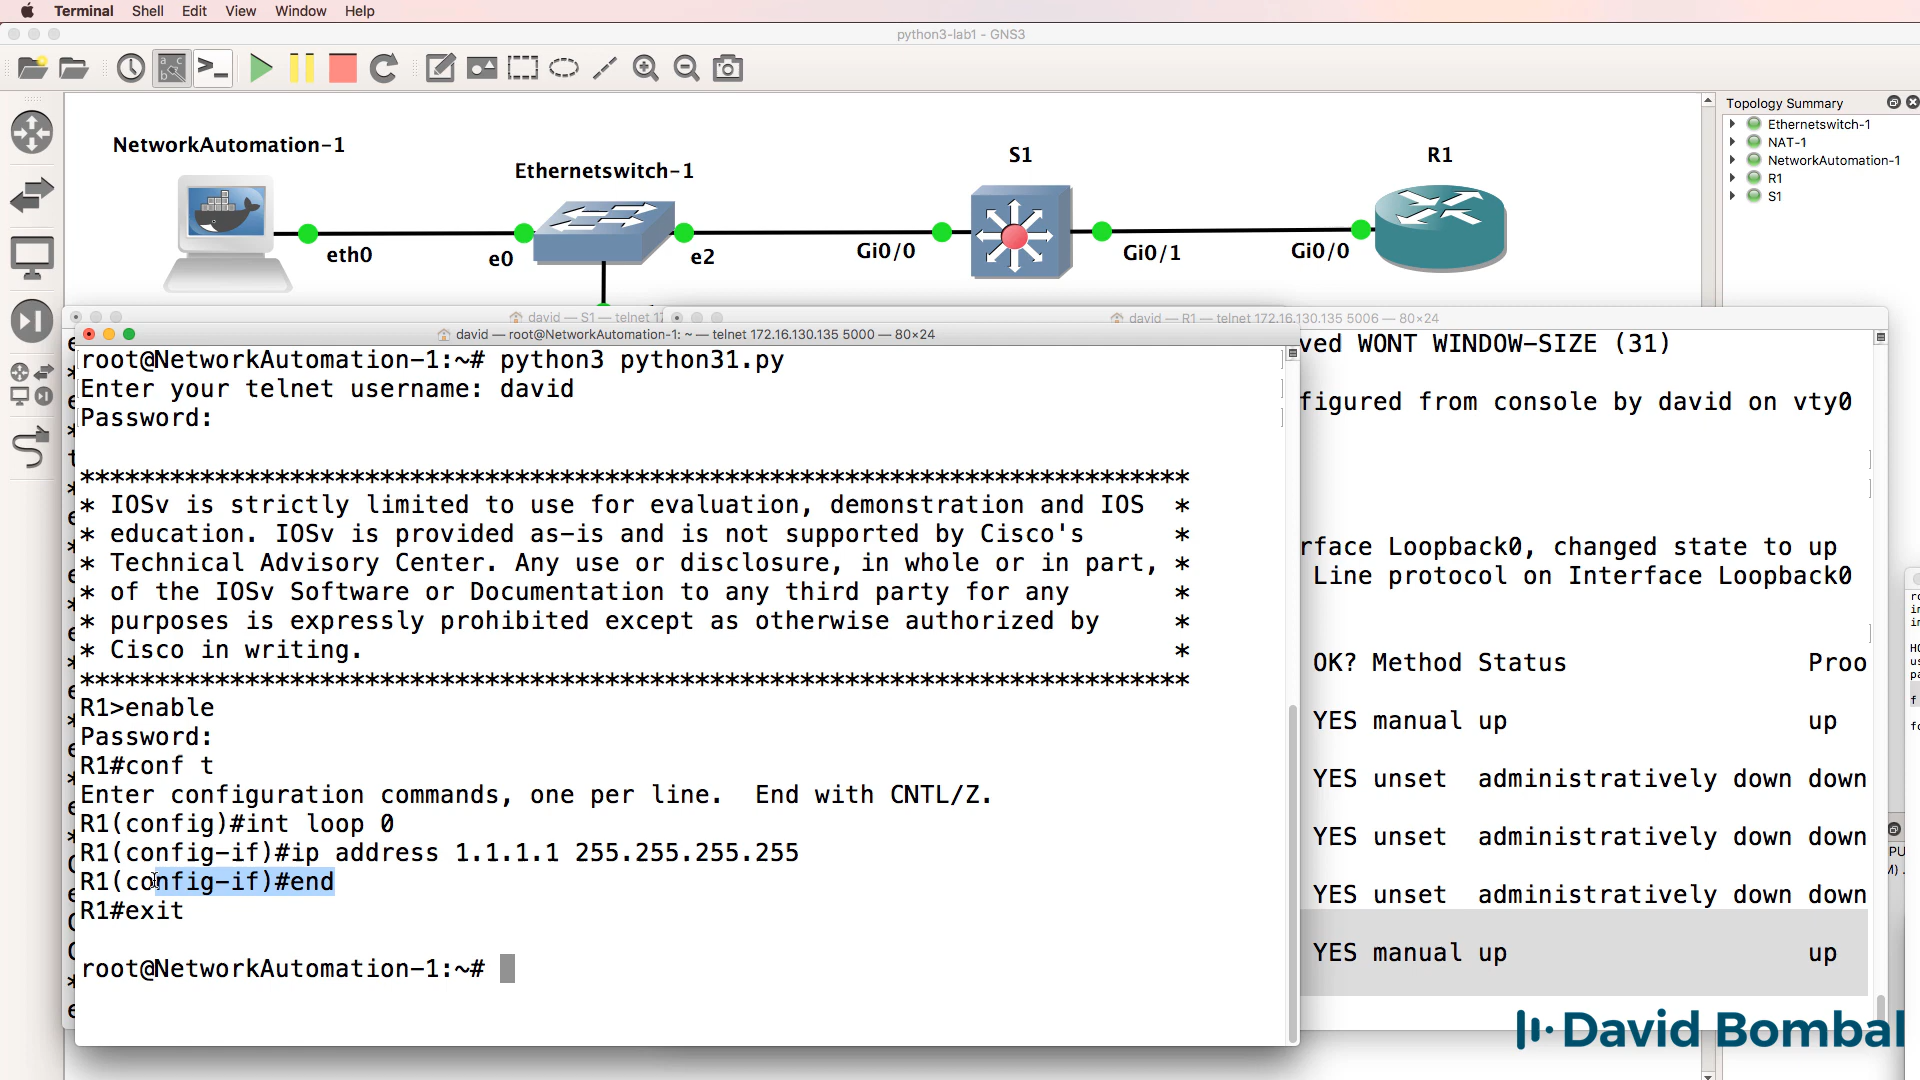 Terminal Shell Edit View Window Help
python3-lab1 - GNS3
Topology Summary
Ethernetswitch-1
NAT-1
NetworkAutomation-1
R1
S1
NetworkAutomation-1
Ethernetswitch-1
S1
R1
eth0
e0
e2
Gi0/0
Gi0/1
Gi0/0
david — S1 — telnet 17
david — R1 — telnet 172.16.130.135 5006 — 80×24
david — root@NetworkAutomation-1: ~ — telnet 172.16.130.135 5000 — 80×24
root@NetworkAutomation-1:~# python3 python31.py
Enter your telnet username: david
Password:
**************************************************************************
* IOSv is strictly limited to use for evaluation, demonstration and IOS *
* education. IOSv is provided as-is and is not supported by Cisco's *
* Technical Advisory Center. Any use or disclosure, in whole or in part, *
* of the IOSv Software or Documentation to any third party for any *
* purposes is expressly prohibited except as otherwise authorized by *
* Cisco in writing. *
**************************************************************************
R1>enable
Password:
R1#conf t
Enter configuration commands, one per line. End with CNTL/Z.
R1(config)#int loop 0
R1(config-if)#ip address 1.1.1.1 255.255.255.255
R1(config-if)#end
R1#exit
root@NetworkAutomation-1:~#
ved WONT WINDOW-SIZE (31)
figured from console by david on vty0
rface Loopback0, changed state to up
Line protocol on Interface Loopback0
OK? Method Status Proo
YES manual up up
YES unset administratively down down
YES unset administratively down down
YES unset administratively down down
YES manual up up
David Bombal